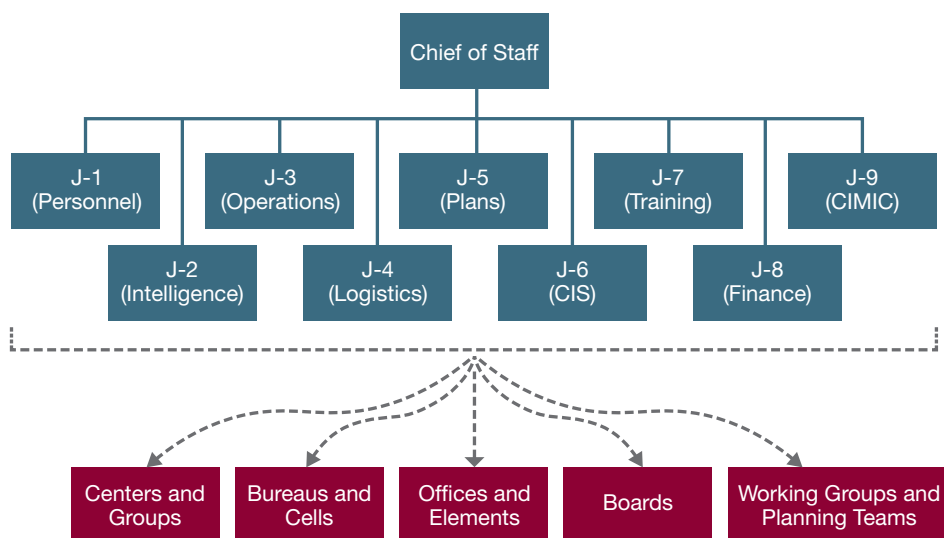 Chief of Staff
J-1
(Personnel)
J-3
(Operations)
J-5
(Plans)
J-7
(Training)
J-9
(CIMIC)
J-2
(Intelligence)
J-4
(Logistics)
J-6
(CIS)
J-8
(Finance)
Centers and
Groups
Bureaus and
Cells
Offices and
Elements
Boards
Working Groups and
Planning Teams